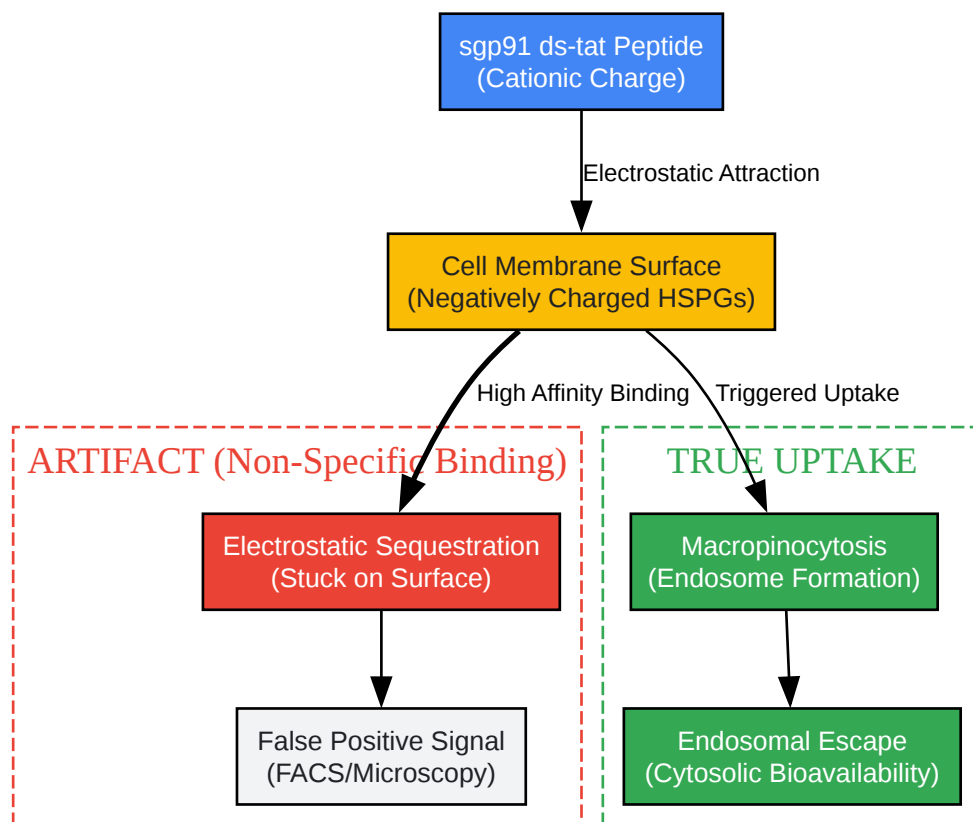 sgp91 ds-tat Peptide
(Cationic Charge)
Electrostatic Attraction
Cell Membrane Surface
(Negatively Charged HSPGs)
High Affinity Binding
Triggered Uptake
ARTIFACT (Non-Specific Binding)
TRUE UPTAKE
Electrostatic Sequestration
(Stuck on Surface)
Macropinocytosis
(Endosome Formation)
False Positive Signal
(FACS/Microscopy)
Endosomal Escape
(Cytosolic Bioavailability)